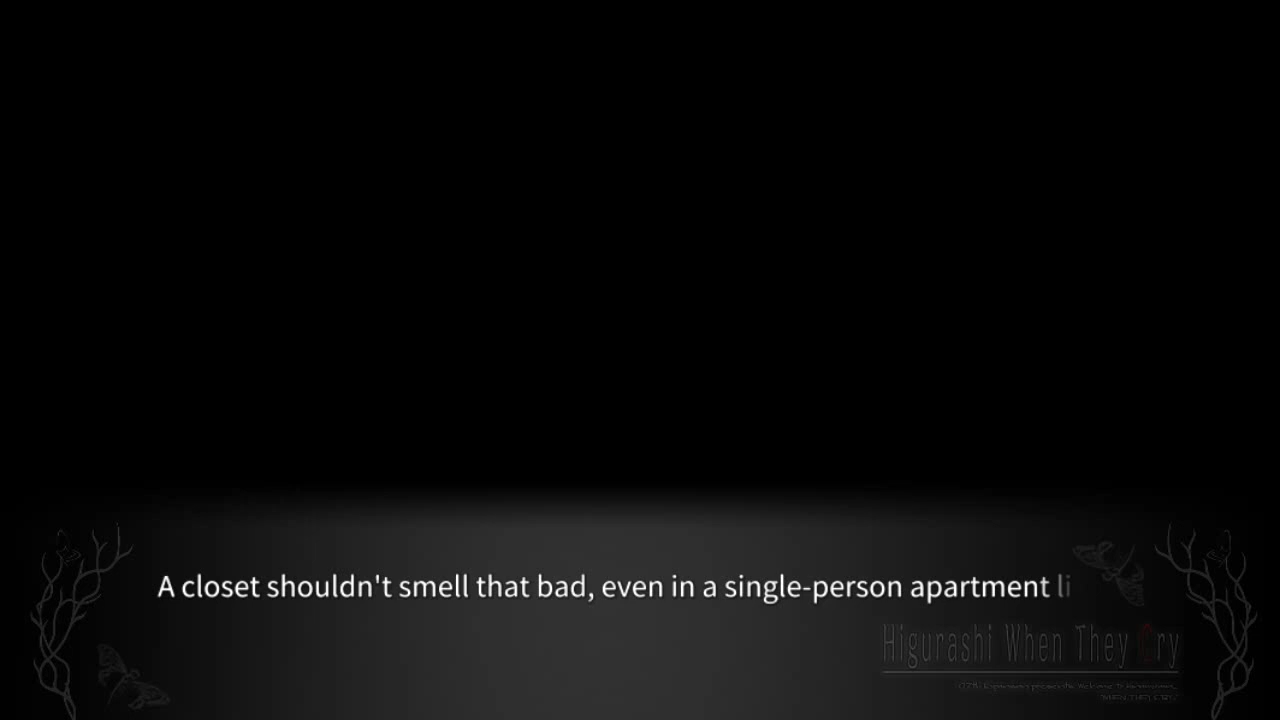 A closet shouldn't smell that bad, even in a single-person apartment li
Higurashi When They Cry